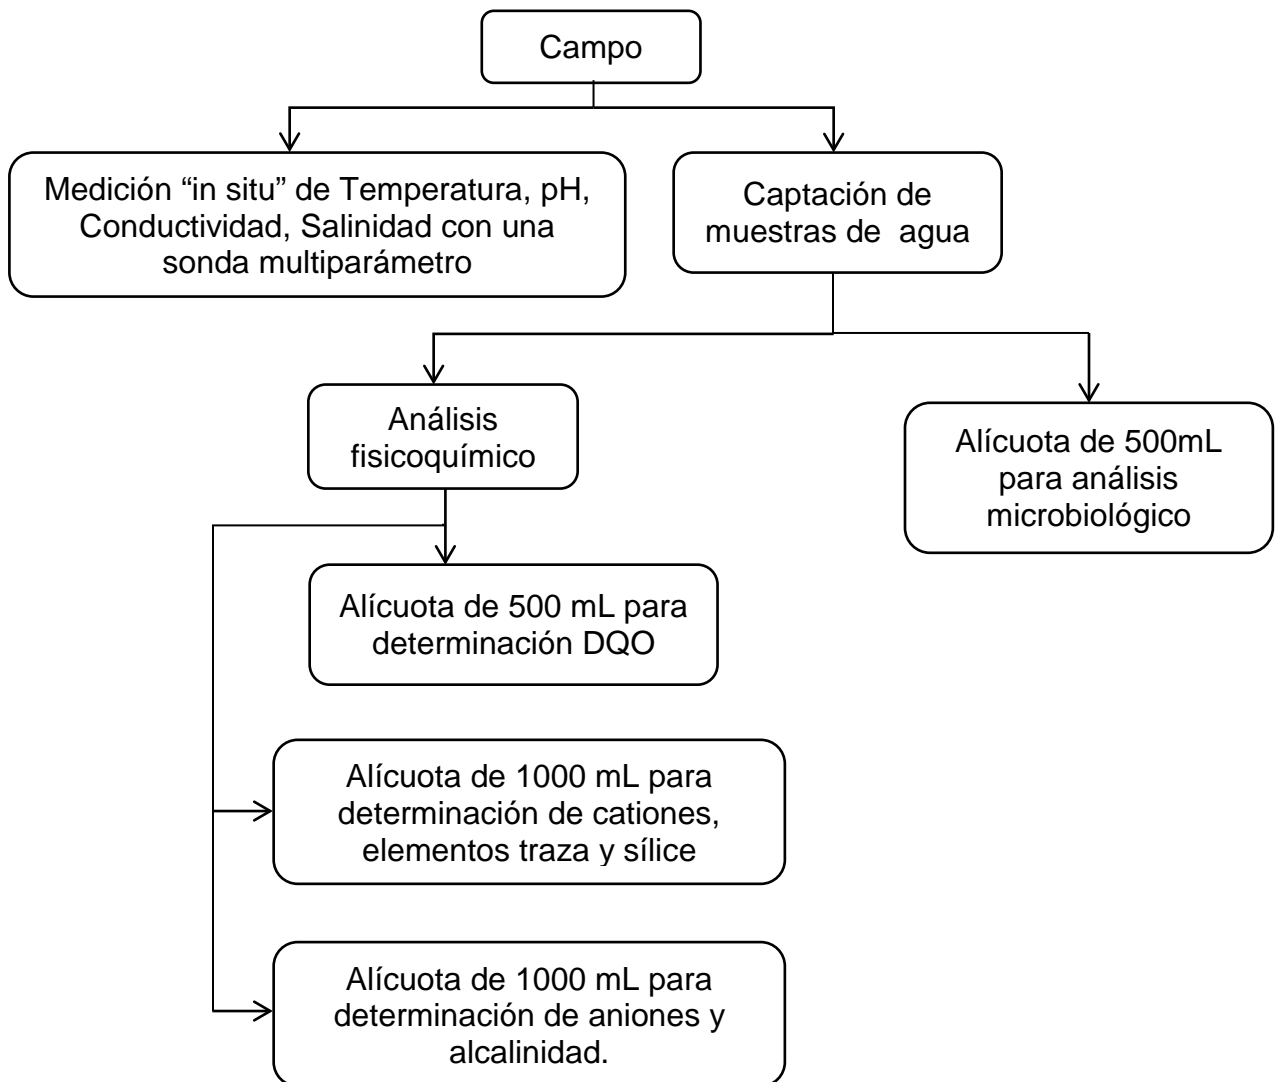 Campo
Medición “in situ” de Temperatura, pH,
Conductividad, Salinidad con una
sonda multiparámetro
Captación de
muestras de agua
Análisis
fisicoquímico
Alícuota de 500mL
para análisis
microbiológico
Alícuota de 500 mL para
determinación DQO
Alícuota de 1000 mL para
determinación de cationes,
elementos traza y sílice
Alícuota de 1000 mL para
determinación de aniones y
alcalinidad.